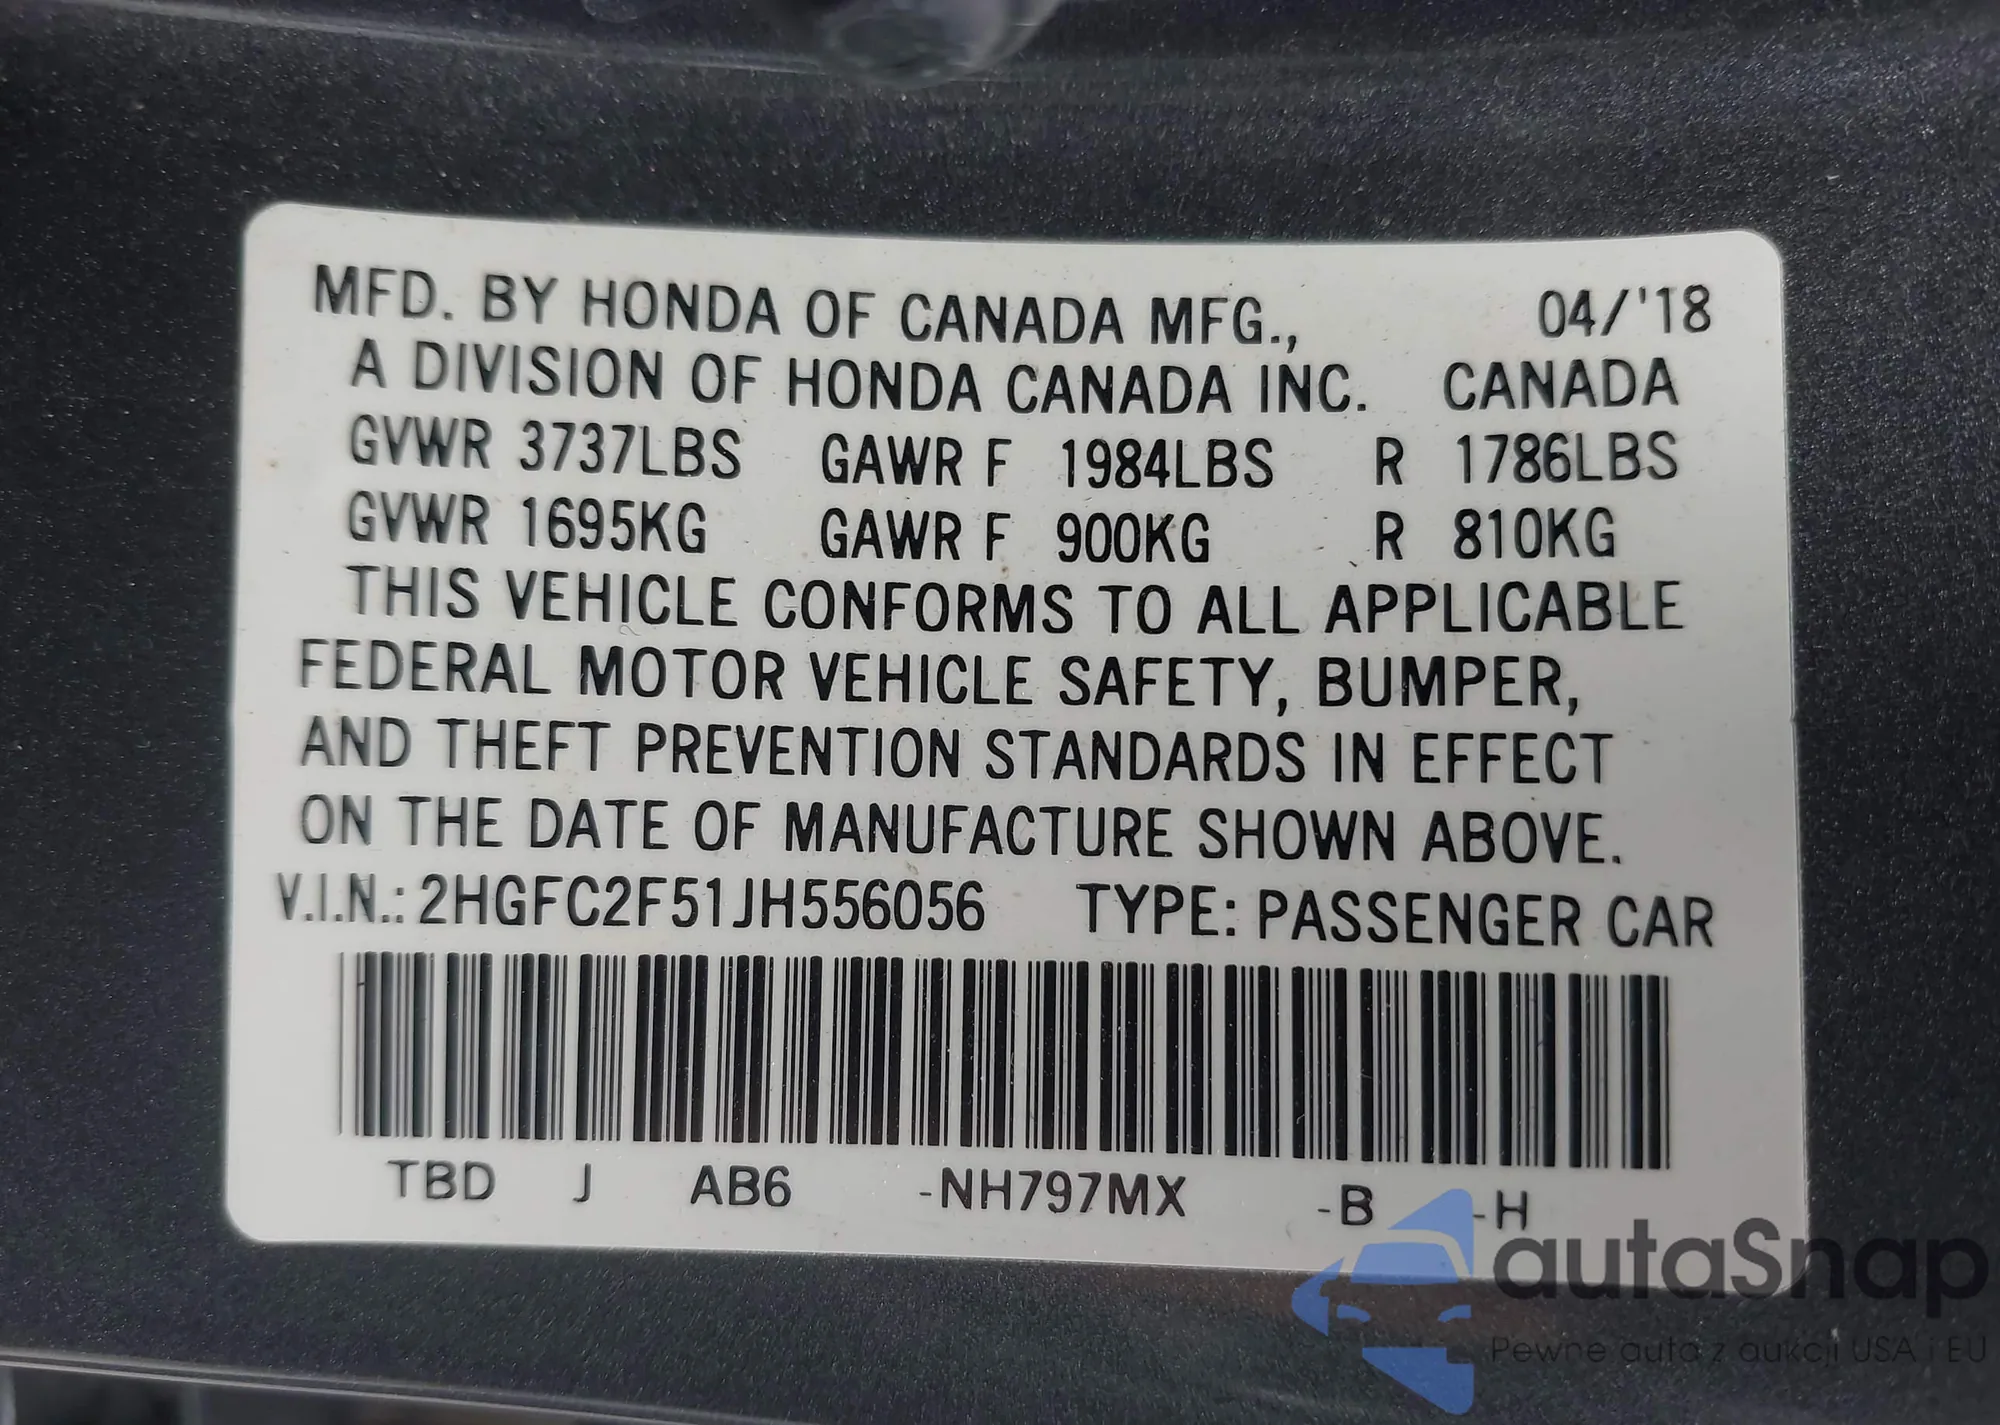 MFD. BY HONDA OF CANADA MFG., 04/'18
A DIVISION OF HONDA CANADA INC. CANADA
GVWR 3737LBS GAWR F 1984LBS R 1786LBS
GVWR 1695KG GAWR F 900KG R 810KG
THIS VEHICLE CONFORMS TO ALL APPLICABLE
FEDERAL MOTOR VEHICLE SAFETY, BUMPER,
AND THEFT PREVENTION STANDARDS IN EFFECT
ON THE DATE OF MANUFACTURE SHOWN ABOVE.
V.I.N.: 2HGFC2F51JH556056 TYPE: PASSENGER CAR
TBD J AB6 -NH797MX -B -H
autaSnap
Pewne auta z aukcji USA i EU